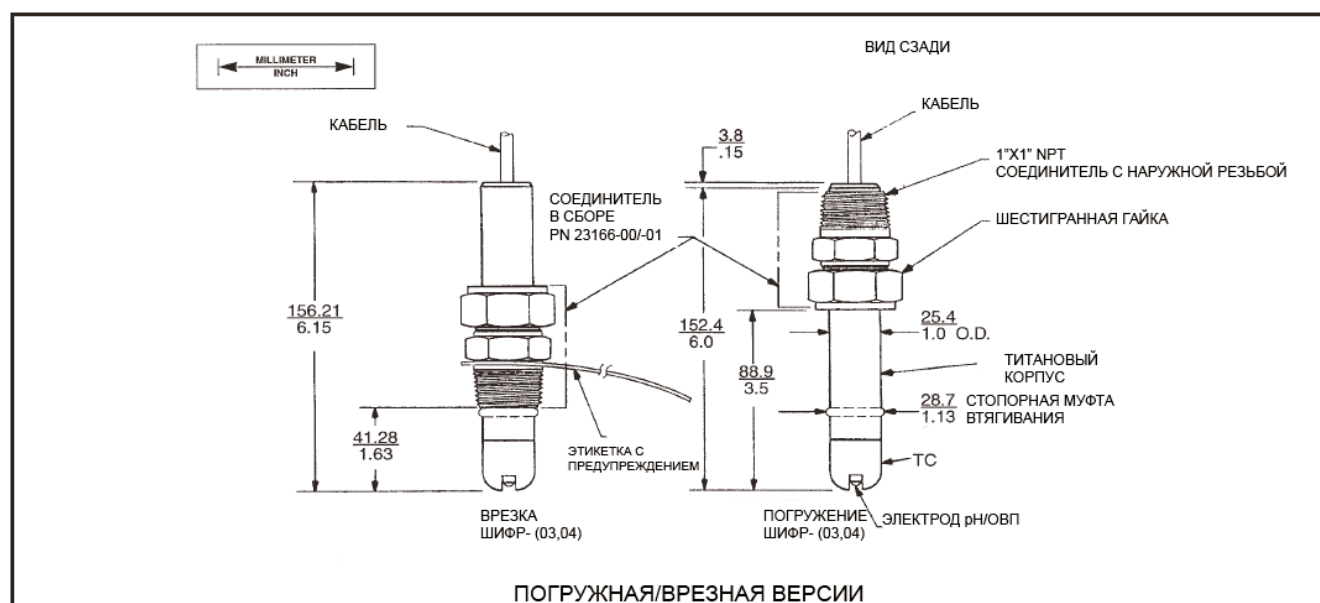 MILLIMETER
INCH
ВИД СЗАДИ
КАБЕЛЬ
КАБЕЛЬ
3.8
.15
1”X1” NPT
СОЕДИНИТЕЛЬ С НАРУЖНОЙ РЕЗЬБОЙ
СОЕДИНИТЕЛЬ
В СБОРЕ
PN 23166-00/-01
ШЕСТИГРАННАЯ ГАЙКА
156.21
6.15
152.4
6.0
25.4
1.0 O.D.
88.9
3.5
ТИТАНОВЫЙ
КОРПУС
28.7 СТОПОРНАЯ МУФТА
1.13 ВТЯГИВАНИЯ
41.28
1.63
ЭТИКЕТКА С
ПРЕДУПРЕЖДЕНИЕМ
TC
ВРЕЗКА
ШИФР- (03,04)
ПОГРУЖЕНИЕ
ШИФР- (03,04)
ЭЛЕКТРОД pH/ОВП
ПОГРУЖНАЯ/ВРЕЗНАЯ ВЕРСИИ